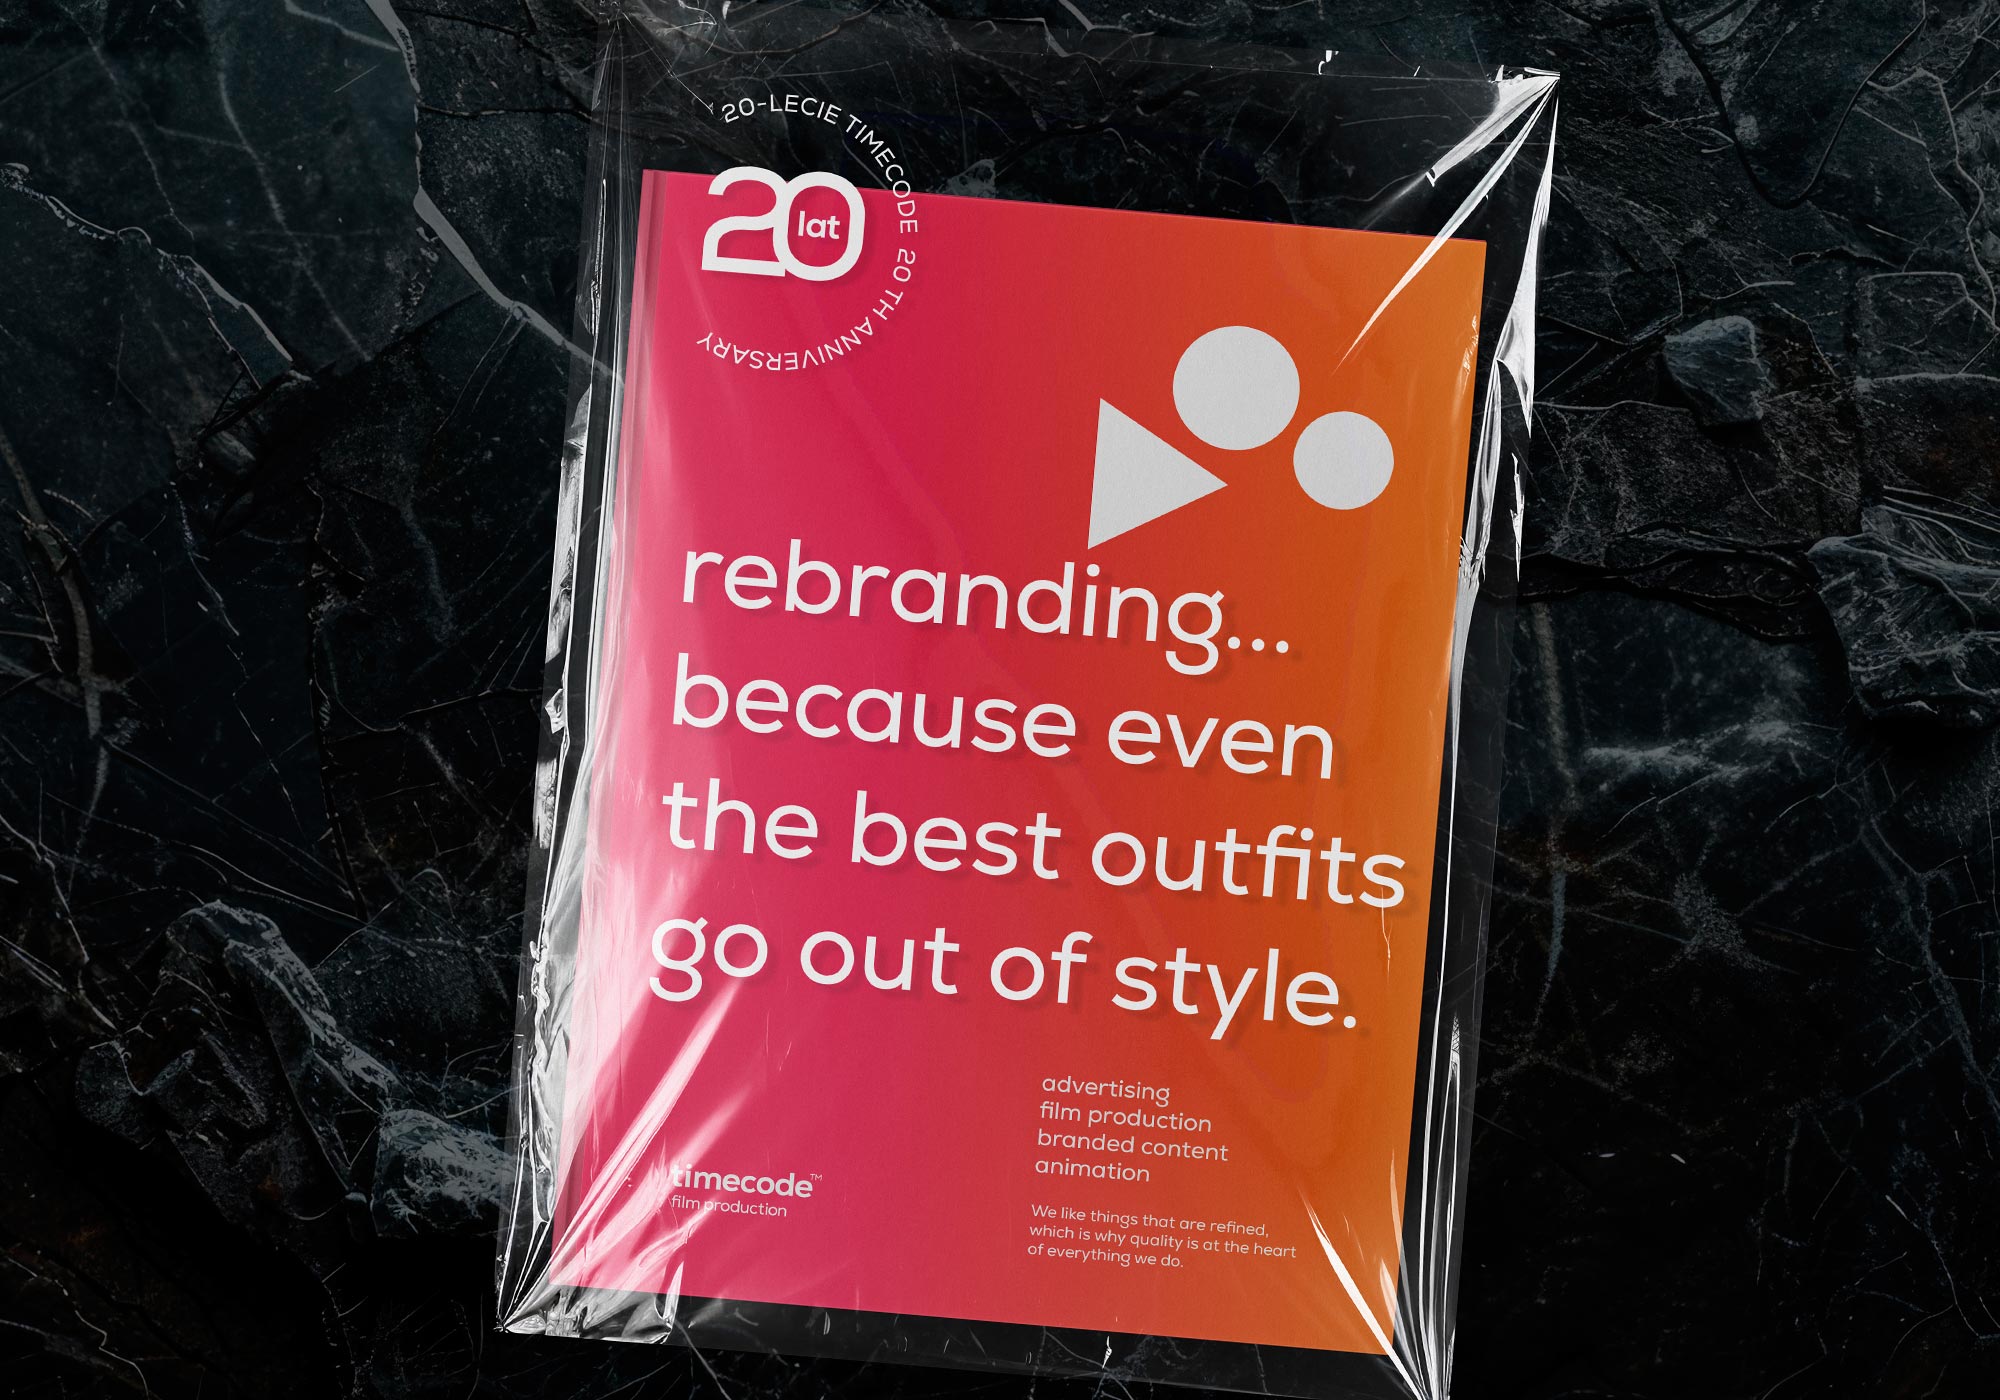 20-LECIE TIMECODE 20 TH ANNIVERSARY
20
lat
rebranding...
because even
the best outfits
go out of style.
advertising
film production
branded content
animation
timecode™
film production
We like things that are refined,
which is why quality is at the heart
of everything we do.